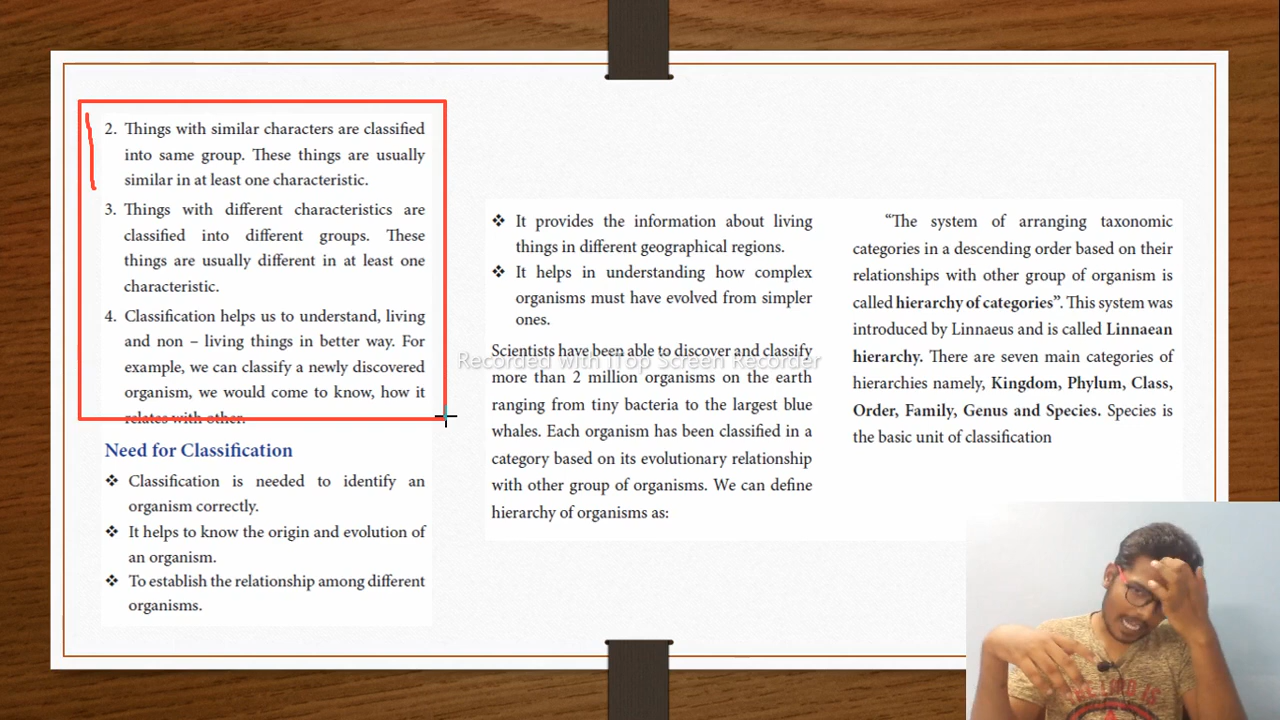 2. Things with similar characters are classified
into same group. These things are usually
similar in at least one characteristic.
3. Things with different characteristics are
classified into different groups. These
things are usually different in at least one
characteristic.
4. Classification helps us to understand, living
and non – living things in better way. For
example, we can classify a newly discovered
organism, we would come to know, how it
relates with other.
Need for Classification
❖ Classification is needed to identify an
organism correctly.
❖ It helps to know the origin and evolution of
an organism.
❖ To establish the relationship among different
organisms.
❖ It provides the information about living
things in different geographical regions.
❖ It helps in understanding how complex
organisms must have evolved from simpler
ones.
Scientists have been able to discover and classify
Recorded with iTop Screen Recorder
more than 2 million organisms on the earth
ranging from tiny bacteria to the largest blue
whales. Each organism has been classified in a
category based on its evolutionary relationship
with other group of organisms. We can define
hierarchy of organisms as:
“The system of arranging taxonomic
categories in a descending order based on their
relationships with other group of organism is
called hierarchy of categories”. This system was
introduced by Linnaeus and is called Linnaean
hierarchy. There are seven main categories of
hierarchies namely, Kingdom, Phylum, Class,
Order, Family, Genus and Species. Species is
the basic unit of classification